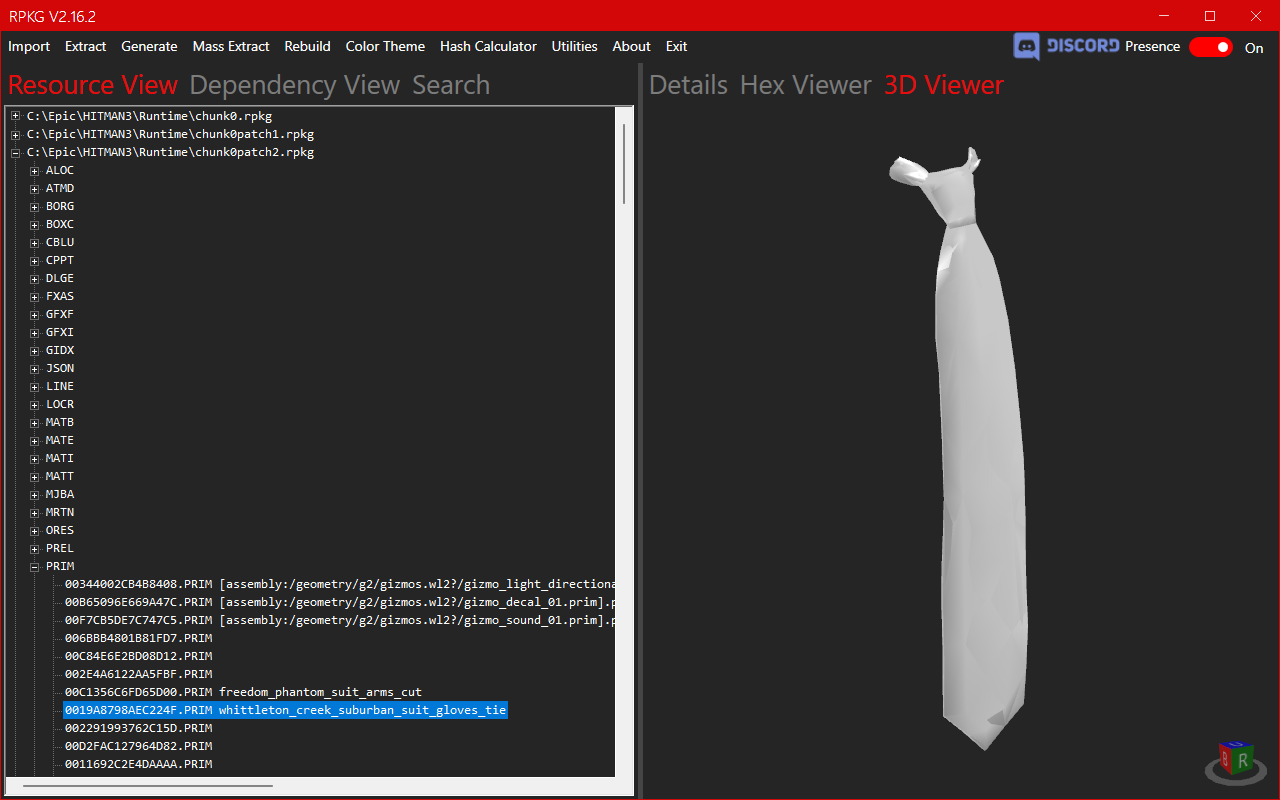 RPKG V2.16.2
Import Extract Generate Mass Extract Rebuild Color Theme Hash Calculator Utilities About Exit DISCORD Presence On
Resource View Dependency View Search
Details Hex Viewer 3D Viewer
C:\Epic\HITMAN3\Runtime\chunk0.rpkg
C:\Epic\HITMAN3\Runtime\chunk0patch1.rpkg
C:\Epic\HITMAN3\Runtime\chunk0patch2.rpkg
ALOC
ATMD
BORG
BOXC
CBLU
CPPT
DLGE
FXAS
GFXF
GFXI
GIDX
JSON
LINE
LOCR
MATB
MATE
MATI
MATT
MJBA
MRTN
ORES
PREL
PRIM
00344002CB4B8408.PRIM [assembly:/geometry/g2/gizmos.wl2?/gizmo_light_directiona
00B65096E669A47C.PRIM [assembly:/geometry/g2/gizmos.wl2?/gizmo_decal_01.prim].p
00F7CB5DE7C747C5.PRIM [assembly:/geometry/g2/gizmos.wl2?/gizmo_sound_01.prim].p
006BBB4801B81FD7.PRIM
00C84E6E2BD08D12.PRIM
002E4A6122AA5FBF.PRIM
00C1356C6FD65D00.PRIM freedom_phantom_suit_arms_cut
0019A8798AEC224F.PRIM whittleton_creek_suburban_suit_gloves_tie
002291993762C15D.PRIM
00D2FAC127964D82.PRIM
0011692C2E4DAAAA.PRIM
B R